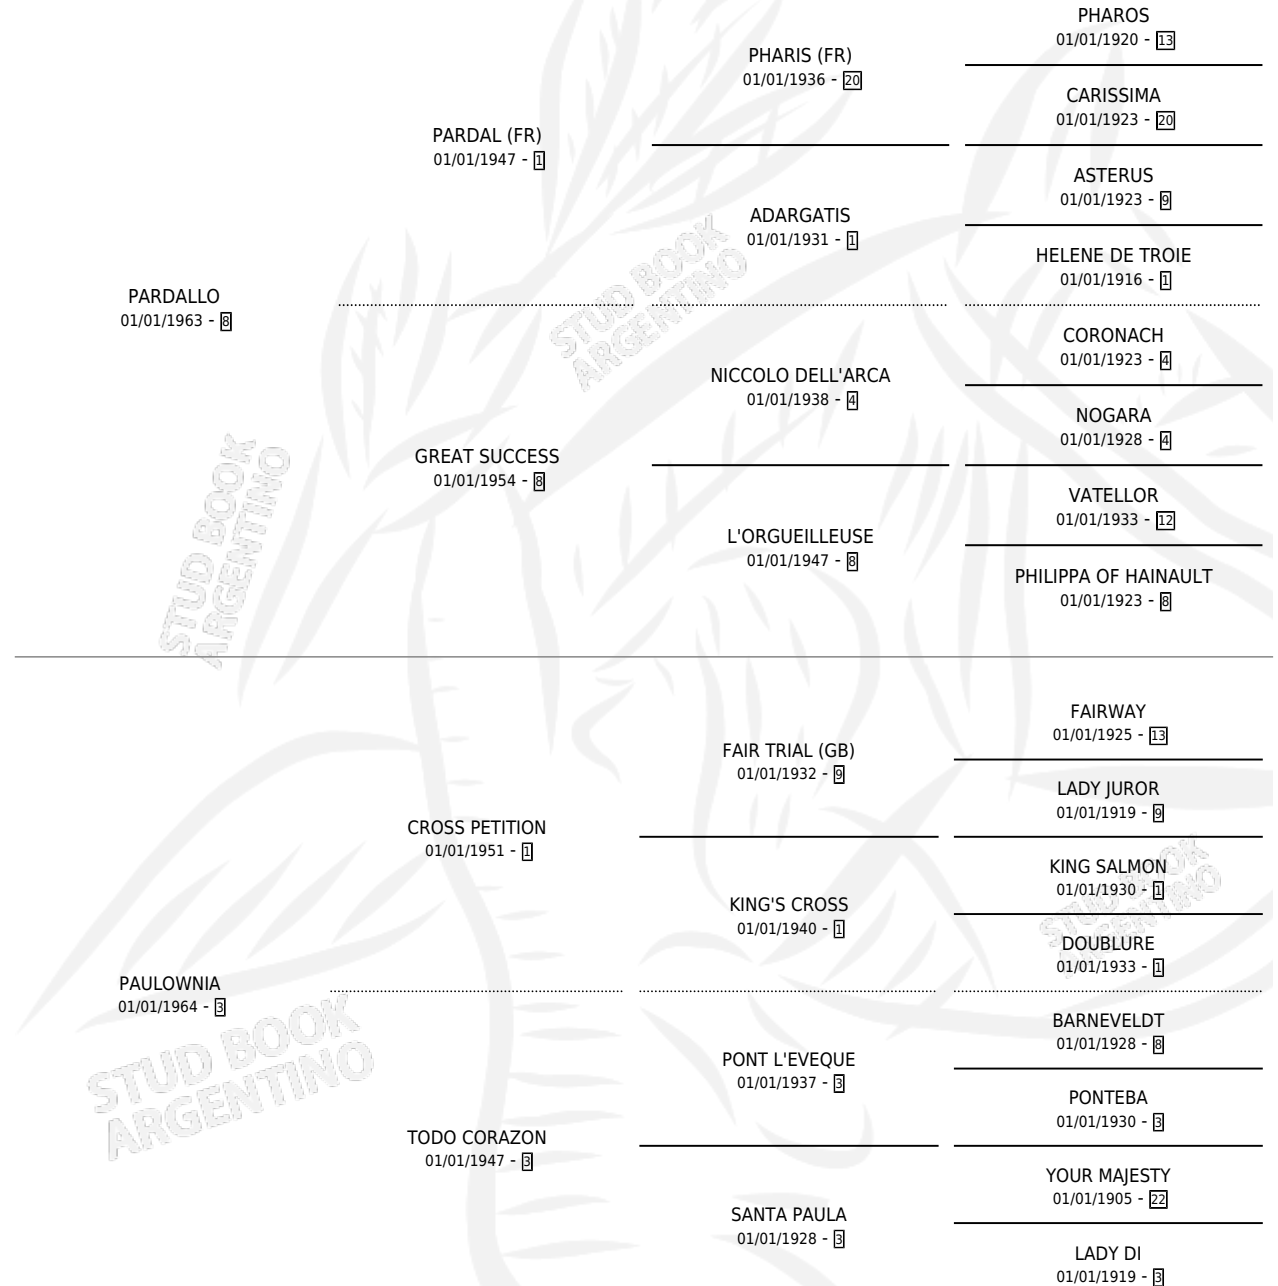 PHAROS
01/01/1920 - 13
PHARIS (FR)
01/01/1936 - 20
CARISSIMA
01/01/1923 - 20
PARDAL (FR)
01/01/1947 - 1
ASTERUS
01/01/1923 - 9
ADARGATIS
01/01/1931 - 1
HELENE DE TROIE
01/01/1916 - 1
PARDALLO
01/01/1963 - 8
CORONACH
01/01/1923 - 4
NICCOLO DELL'ARCA
01/01/1938 - 4
NOGARA
01/01/1928 - 4
GREAT SUCCESS
01/01/1954 - 8
VATELLOR
01/01/1933 - 12
L'ORGUEILLEUSE
01/01/1947 - 8
PHILIPPA OF HAINAULT
01/01/1923 - 8
FAIRWAY
01/01/1925 - 13
FAIR TRIAL (GB)
01/01/1932 - 9
LADY JUROR
01/01/1919 - 9
CROSS PETITION
01/01/1951 - 1
KING SALMON
01/01/1930 - 1
KING'S CROSS
01/01/1940 - 1
DOUBLURE
01/01/1933 - 1
PAULOWNIA
01/01/1964 - 3
BARNEVELDT
01/01/1928 - 8
PONT L'EVEQUE
01/01/1937 - 3
PONTEBA
01/01/1930 - 3
TODO CORAZON
01/01/1947 - 3
YOUR MAJESTY
01/01/1905 - 22
SANTA PAULA
01/01/1928 - 3
LADY DI
01/01/1919 - 3
STUD BOOK
ARGENTINO
STUD BOOK
ARGENTINO
STUD BOOK
ARGENTINO
STUD BOOK
ARGENTINO